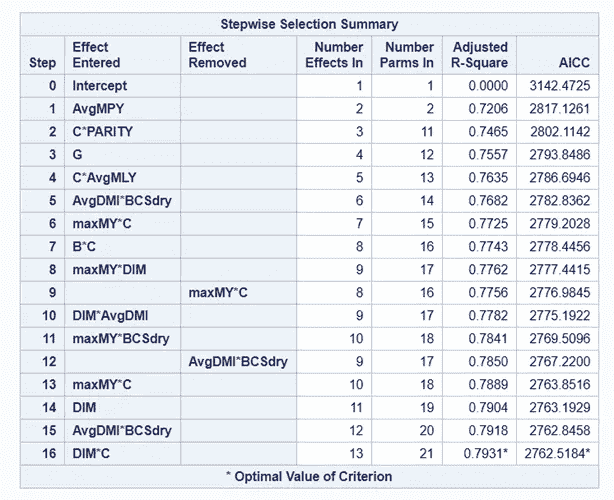 Stepwise Selection Summary
Step Effect Entered Effect Removed Number Effects In Number Parms In Adjusted R-Square AICC
0 Intercept 1 1 0.0000 3142.4725
1 AvgMPY 2 2 0.7206 2817.1261
2 C*PARITY 3 11 0.7465 2802.1142
3 G 4 12 0.7557 2793.8486
4 C*AvgMLY 5 13 0.7635 2786.6946
5 AvgDMI*BCSdry 6 14 0.7682 2782.8362
6 maxMY*C 7 15 0.7725 2779.2028
7 B*C 8 16 0.7743 2778.4456
8 maxMY*DIM 9 17 0.7762 2777.4415
9 maxMY*C 8 16 0.7756 2776.9845
10 DIM*AvgDMI 9 17 0.7782 2775.1922
11 maxMY*BCSdry 10 18 0.7841 2769.5096
12 AvgDMI*BCSdry 9 17 0.7850 2767.2200
13 maxMY*C 10 18 0.7889 2763.8516
14 DIM 11 19 0.7904 2763.1929
15 AvgDMI*BCSdry 12 20 0.7918 2762.8458
16 DIM*C 13 21 0.7931* 2762.5184*
* Optimal Value of Criterion